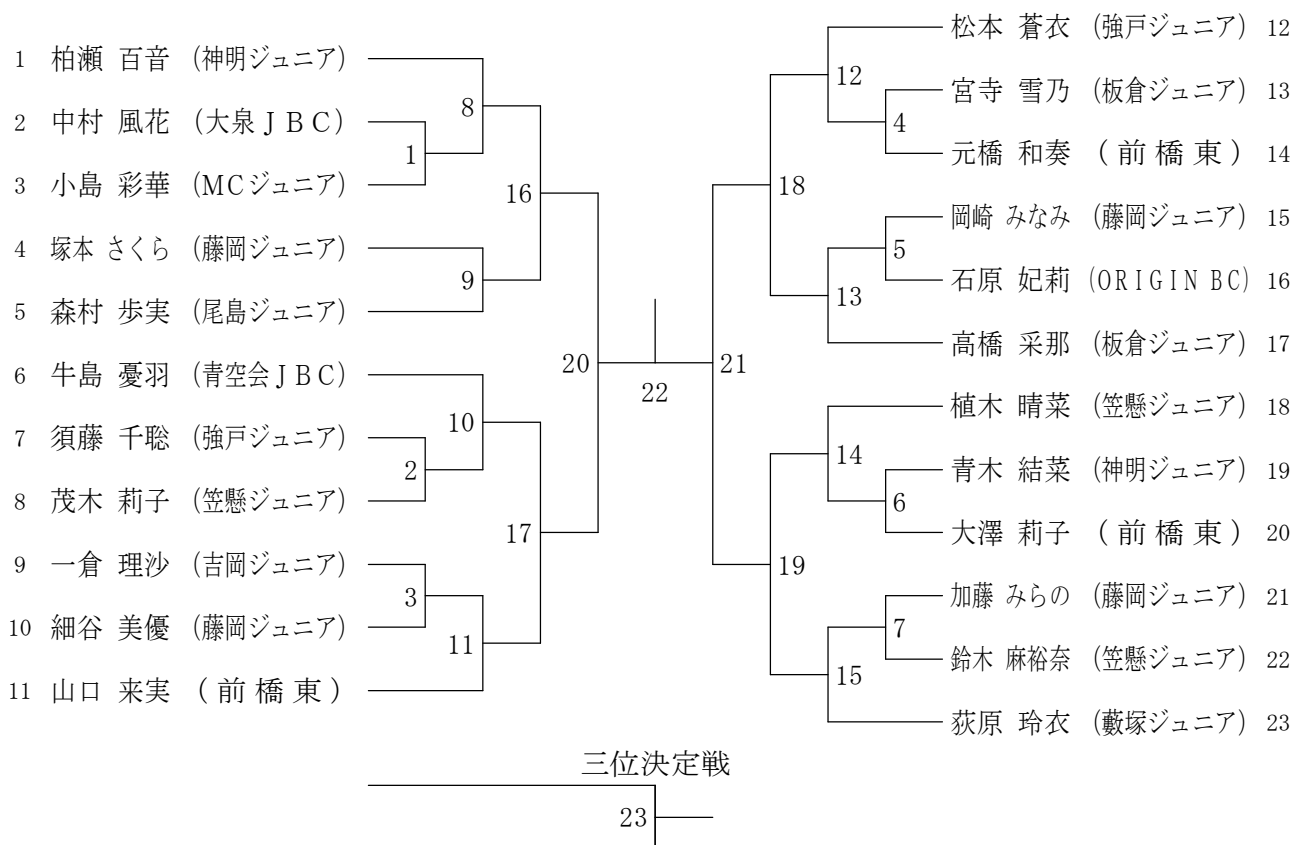 1 柏瀬 百音 (神明ジュニア)
2 中村 風花 (大泉ＪＢＣ)
3 小島 彩華 (MCジュニア)
4 塚本 さくら (藤岡ジュニア)
5 森村 歩実 (尾島ジュニア)
6 牛島 憂羽 (青空会ＪＢＣ)
7 須藤 千聡 (強戸ジュニア)
8 茂木 莉子 (笠懸ジュニア)
9 一倉 理沙 (吉岡ジュニア)
10 細谷 美優 (藤岡ジュニア)
11 山口 来実 (前橋東)
8
1
16
9
20
10
2
17
3
11
22
21
18
12
4
5
13
14
6
19
7
15
松本 蒼衣 (強戸ジュニア) 12
宮寺 雪乃 (板倉ジュニア) 13
元橋 和奏 (前橋東) 14
岡崎 みなみ (藤岡ジュニア) 15
石原 妃莉 (ORIGIN BC) 16
高橋 采那 (板倉ジュニア) 17
植木 晴菜 (笠懸ジュニア) 18
青木 結菜 (神明ジュニア) 19
大澤 莉子 (前橋東) 20
加藤 みらの (藤岡ジュニア) 21
鈴木 麻裕奈 (笠懸ジュニア) 22
荻原 玲衣 (藪塚ジュニア) 23
三位決定戦
23